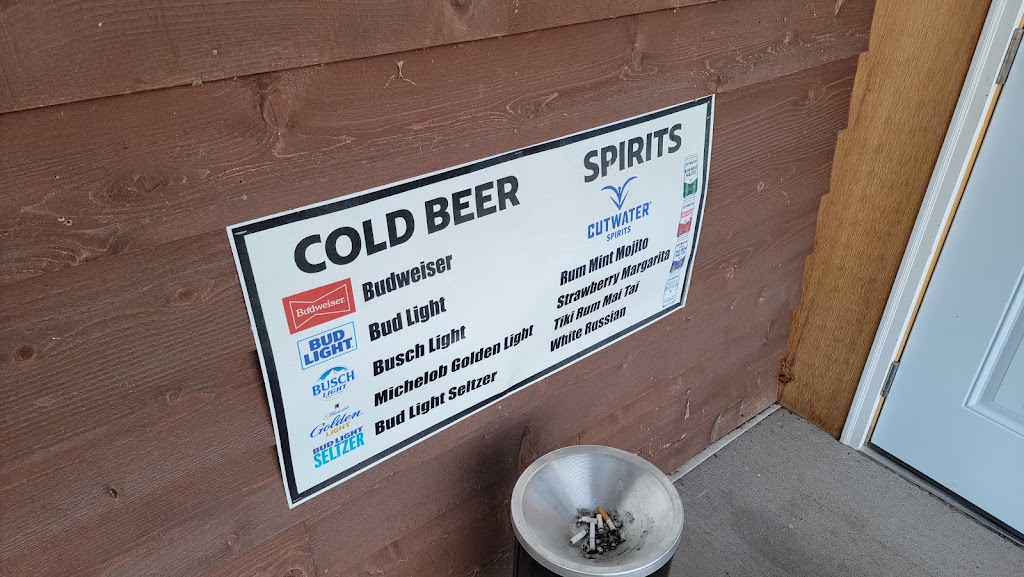 COLD BEER
Budweiser
Budweiser
BUD
LIGHT
Bud Light
BUSCH
LIGHT
Busch Light
Golden
LIGHT
Michelob Golden Light
BUD LIGHT
SELTZER
Bud Light Seltzer
SPIRITS
CUTWATER
SPIRITS
Rum Mint Mojito
Strawberry Margarita
Tiki Rum Mai Tai
White Russian